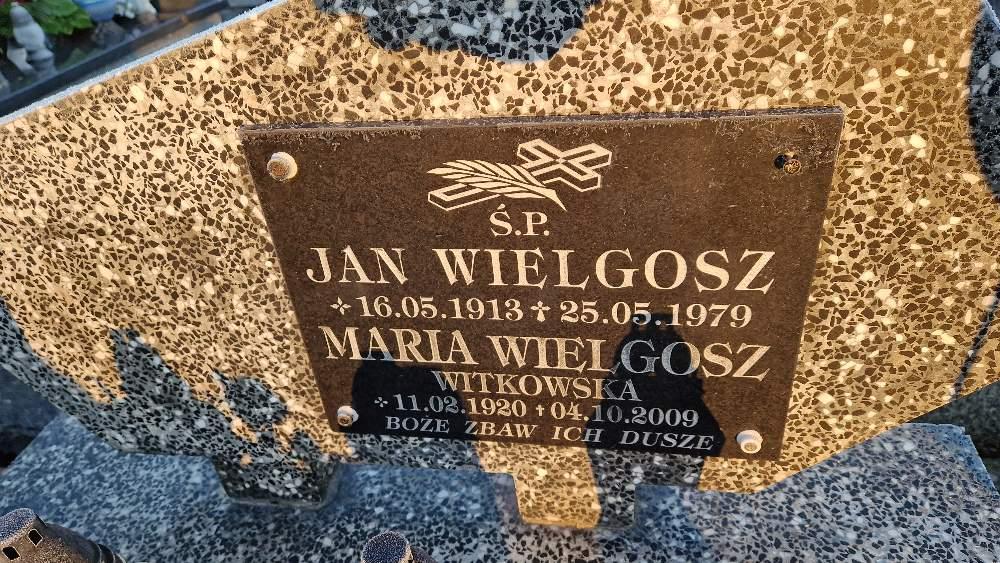 Ś.P.
JAN WIELGOSZ
⁘ 16.05.1913 ✝ 25.05.1979
MARIA WIELGOSZ
WITKOWSKA
⁘ 11.02.1920 ✝ 04.10.2009
BOŻE ZBAW ICH DUSZE